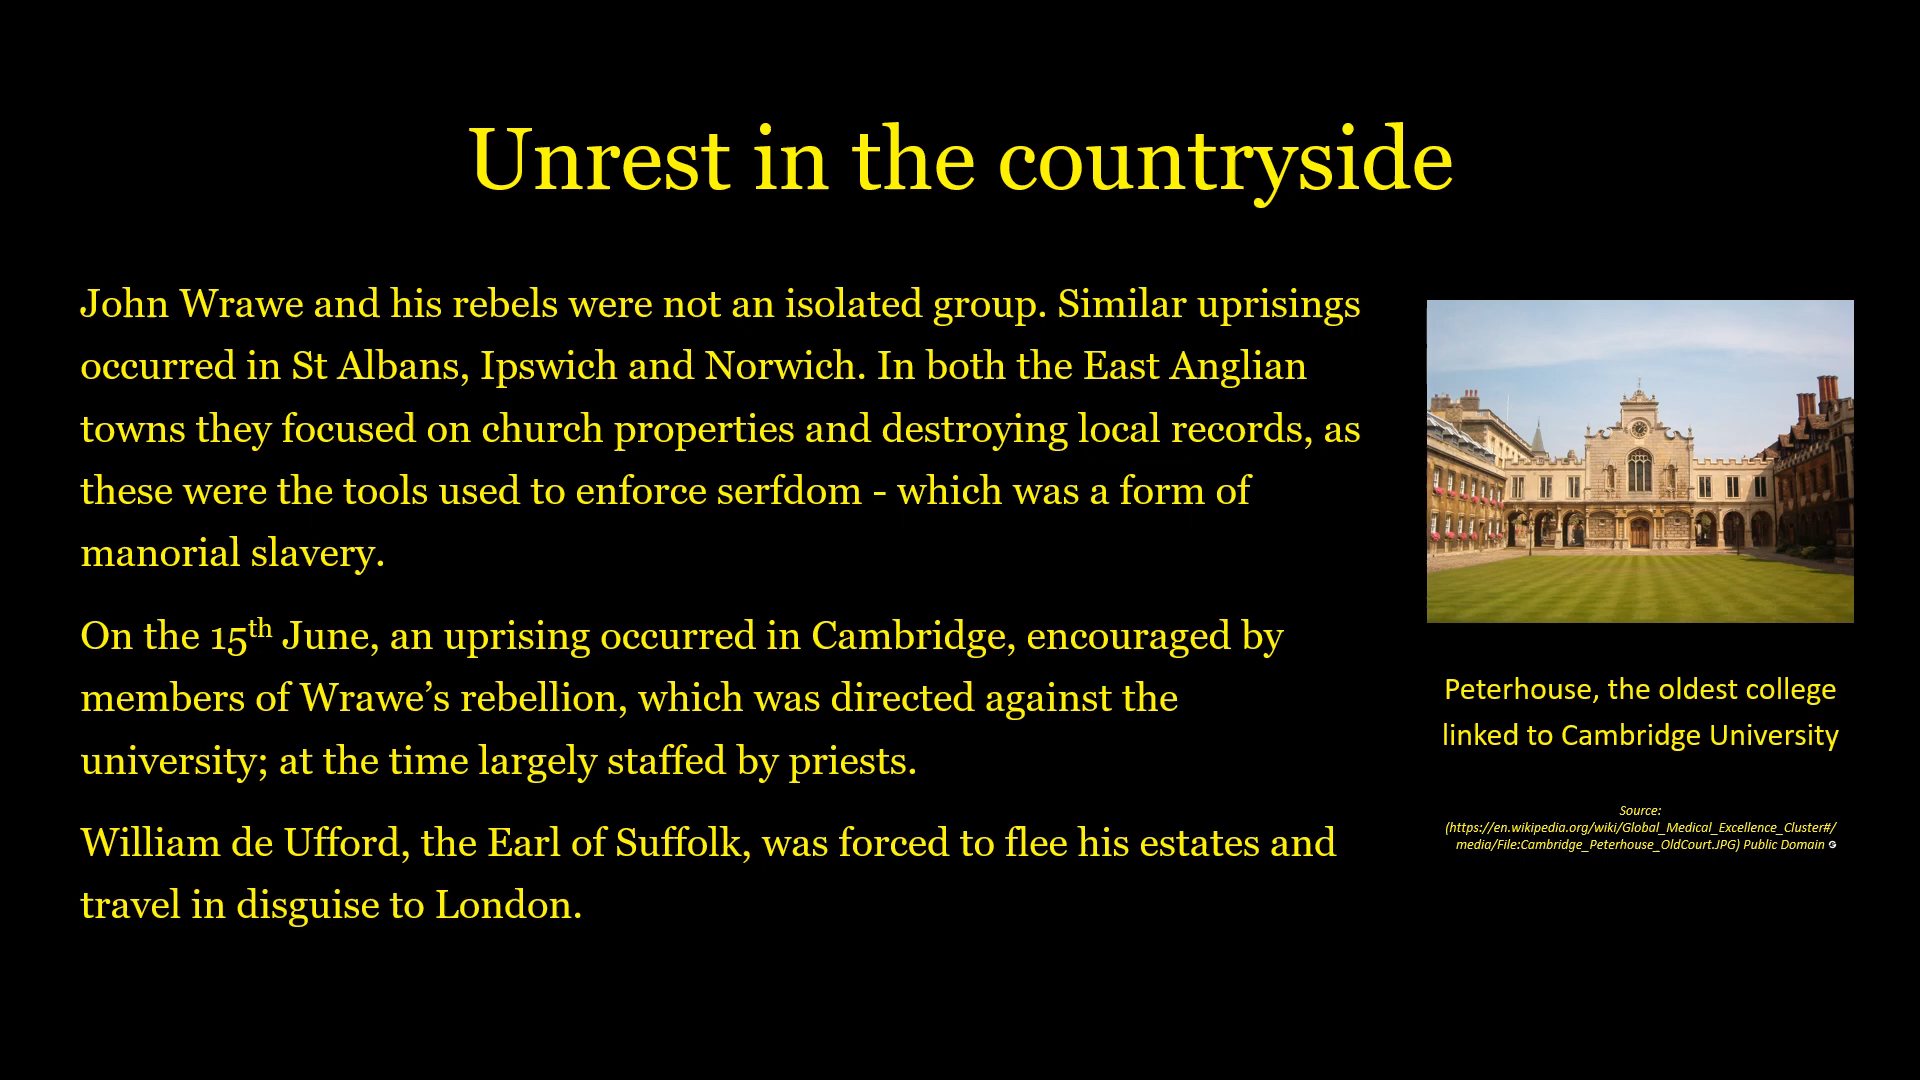 Unrest in the countryside
John Wrawe and his rebels were not an isolated group. Similar uprisings
occurred in St Albans, Ipswich and Norwich. In both the East Anglian
towns they focused on church properties and destroying local records, as
these were the tools used to enforce serfdom - which was a form of
manorial slavery.
On the 15th June, an uprising occurred in Cambridge, encouraged by
members of Wrawe’s rebellion, which was directed against the
university; at the time largely staffed by priests.
William de Ufford, the Earl of Suffolk, was forced to flee his estates and
travel in disguise to London.
Peterhouse, the oldest college
linked to Cambridge University
Source:
(https://en.wikipedia.org/wiki/Global_Medical_Excellence_Cluster#/
media/File:Cambridge_Peterhouse_OldCourt.JPG) Public Domain